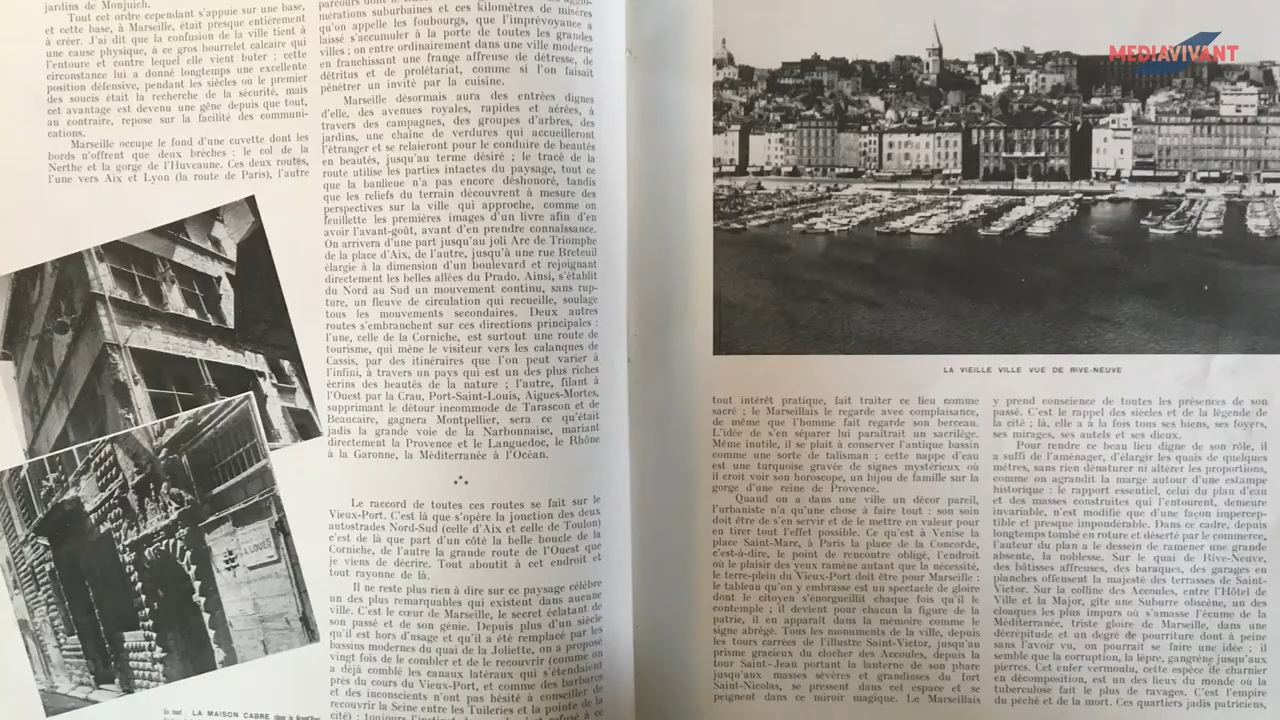 jardins de Monjuich.
Tout cet ordre cependant s'appuie sur une base,
et cette base, à Marseille, était presque entièrement
à créer. J'ai dit que la confusion de la ville tient à
une cause physique, à ce gros bourrelet calcaire qui
l'entoure et contre lequel elle vient buter : cette
circonstance lui a donné longtemps une excellente
position défensive, pendant les siècles où le premier
des soucis était la recherche de la sécurité, mais
cet avantage est devenu une gêne depuis que tout,
au contraire, repose sur la facilité des communi-
cations.
Marseille occupe le fond d'une cuvette dont les
bords n'offrent que deux brèches : le col de la
Nerthe et la gorge de l'Huveaune. Ces deux routes,
l'une vers Aix et Lyon (la route de Paris), l'autre
A LOUER
LA MAISON CABRE
mérations suburbaines et ces kilomètres de misères
qu'on appelle les foubourgs, que l'imprévoyance a
laissé s'accumuler à la porte de toutes les grandes
villes ; on entre ordinairement dans une ville moderne
en franchissant une frange affreuse de détresse, de
détritus et de prolétariat, comme si l'on faisait
pénétrer un invité par la cuisine.
Marseille désormais aura des entrées dignes
d'elle, des avenues royales, rapides et aérées, à
travers des campagnes, des groupes d'arbres, des
jardins, une chaîne de verdures qui accueilleront
l'étranger et se relaieront pour le conduire de beautés
en beautés, jusqu'au terme désiré ; le tracé de la
route utilise les parties intactes du paysage, tout ce
que la banlieue n'a pas encore déshonoré, tandis
que les reliefs du terrain découvrent à mesure des
perspectives sur la ville qui approche, comme on
feuillette les premières images d'un livre afin d'en
avoir l'avant-goût, avant d'en prendre connaissance.
On arrivera d'une part jusqu'au joli Arc de Triomphe
de la place d'Aix, de l'autre, jusqu'à une rue Breteuil
élargie à la dimension d'un boulevard et rejoignant
directement les belles allées du Prado. Ainsi, s'établit
du Nord au Sud un mouvement continu, sans rup-
ture, un fleuve de circulation qui recueille, soulage
tous les mouvements secondaires. Deux autres
routes s'embranchent sur ces directions principales :
l'une, celle de la Corniche, est surtout une route de
tourisme, qui mène le visiteur vers les calanques de
Cassis, par des itinéraires que l'on peut varier à
l'infini, à travers un pays qui est un des plus riches
écrins des beautés de la nature ; l'autre, filant à
l'Ouest par la Crau, Port-Saint-Louis, Aigues-Mortes,
supprimant le détour incommode de Tarascon et de
Beaucaire, gagnera Montpellier, sera ce qu'était
jadis la grande voie de la Narbonnaise, mariant
directement la Provence et le Languedoc, le Rhône
à la Garonne, la Méditerranée à l'Océan.
Le raccord de toutes ces routes se fait sur le
Vieux-Port. C'est là que s'opère la jonction des deux
autostrades Nord-Sud (celle d'Aix et celle de Toulon)
c'est de là que part d'un côté la belle boucle de la
Corniche, de l'autre la grande route de l'Ouest que
je viens de décrire. Tout aboutit à cet endroit et
tout rayonne de là.
Il ne reste plus rien à dire sur ce paysage célèbre
un des plus remarquables qui existent dans aucune
ville. C'est le cœur de Marseille, le secret éclatant de
son passé et de son génie. Depuis plus d'un siècle
qu'il est hors d'usage et qu'il a été remplacé par les
bassins modernes du quai de la Joliette, on a proposé
vingt fois de le combler et de le recouvrir (comme on
a déjà comblé les canaux latéraux qui s'étendaient
près du cours du Vieux-Port, et comme des barbares
et des inconscients n'ont pas hésité à conseiller de
recouvrir la Seine entre les Tuileries et la pointe de la
MEDIAVIVANT
LA VIEILLE VILLE VUE DE RIVE-NEUVE
tout intérêt pratique, fait traiter ce lieu comme
sacré ; le Marseillais le regarde avec complaisance,
de même que l'homme fait regarde son berceau.
L'idée de s'en séparer lui paraîtrait un sacrilège.
Même inutile, il se plaît à conserver l'antique bassin
comme une sorte de talisman ; cette nappe d'eau
est une turquoise gravée de signes mystérieux où
il croit voir son horoscope, un bijou de famille sur la
gorge d'une reine de Provence.
Quand on a dans une ville un décor pareil,
l'urbaniste n'a qu'une chose à faire tout : son soin
doit être de s'en servir et de le mettre en valeur pour
en tirer tout l'effet possible. Ce qu'est à Venise la
place Saint-Marc, à Paris la place de la Concorde,
c'est-à-dire, le point de rencontre obligé, l'endroit
où le plaisir des yeux ramène autant que la nécessité,
le terre-plein du Vieux-Port doit être pour Marseille :
le tableau qu'on y embrasse est un spectacle de gloire
dont le citoyen s'énorgueillit chaque fois qu'il le
contemple ; il devient pour chacun la figure de la
patrie, il en apparaît dans la mémoire comme le
signe abrégé. Tous les monuments de la ville, depuis
les tours carrées de l'illustre Saint-Victor, jusqu'au
prisme gracieux du clocher des Accoules, depuis la
tour Saint-Jean portant la lanterne de son phare
jusqu'aux masses sévères et grandioses du fort
Saint-Nicolas, se pressent dans cet espace et se
peignent dans ce miroir magique. Le Marseillais
y prend conscience de toutes les présences de son
passé. C'est le rappel des siècles et de la légende de
la cité ; là, elle a à la fois tous ses biens, ses foyers,
ses mirages, ses autels et ses dieux.
Pour rendre ce beau lieu digne de son rôle, il
a suffi de l'aménager, d'élargir les quais de quelques
mètres, sans rien dénaturer ni altérer les proportions,
comme on agrandit la marge autour d'une estampe
historique : le rapport essentiel, celui du plan d'eau
et des masses construites qui l'entourent, demeure
invariable, n'est modifié que d'une façon impercep-
tible et presque impondérable. Dans ce cadre, depuis
longtemps tombé en roture et déserté par le commerce,
l'auteur du plan a le dessein de ramener une grande
absente, la noblesse. Sur le quai de Rive-Neuve,
des bâtisses affreuses, des baraques, des garages en
planches offensent la majesté des terrasses de Saint-
Victor. Sur la colline des Accoules, entre l'Hôtel de
Ville et la Major, gîte une Suburre obscène, un des
cloaques les plus impurs où s'amasse l'écume de la
Méditerranée, triste gloire de Marseille, dans une
décrépitude et un degré de pourriture dont à peine
sans l'avoir vu, on pourrait se faire une idée ; il
semble que la corruption, la lèpre, gangrène jusqu'aux
pierres. Cet enfer vermoulu, cette espèce de charnier
en décomposition, est un des lieux du monde où la
tuberculose fait le plus de ravages. C'est l'empire
du péché et de la mort. Ces quartiers jadis patriciens,